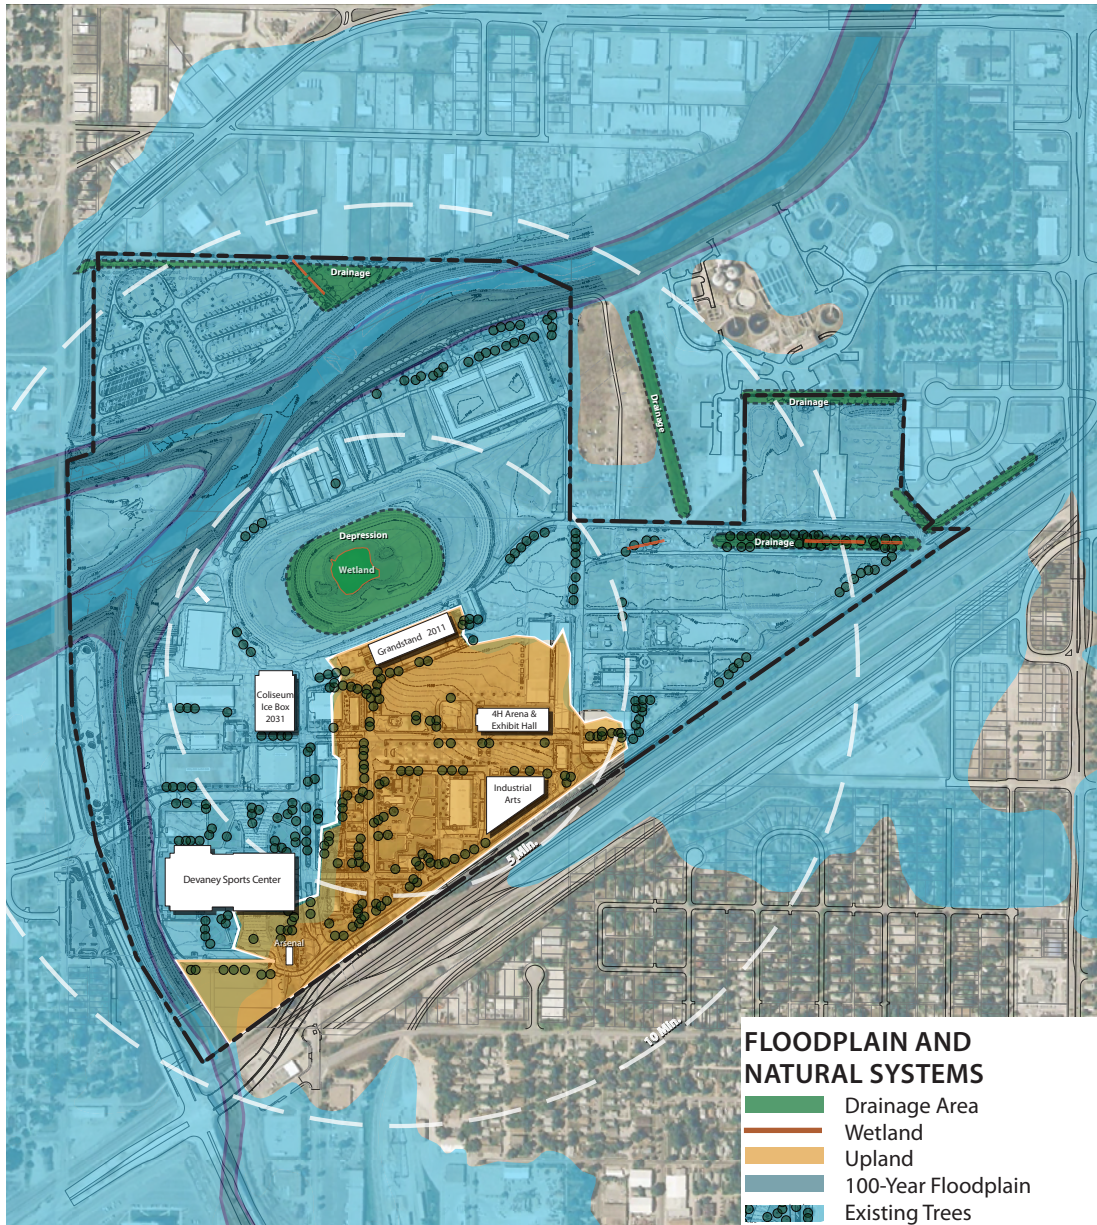 Drainage
Drainage
Drainage
Depression
Drainage
Wetland
Grandstand 2011
Coliseum
Ice Box
2031
4H Arena &
Exhibit Hall
Industrial
Arts
5 Min.
Devaney Sports Center
Arsenal
10 Min.
FLOODPLAIN AND
NATURAL SYSTEMS
Drainage Area
Wetland
Upland
100-Year Floodplain
Existing Trees